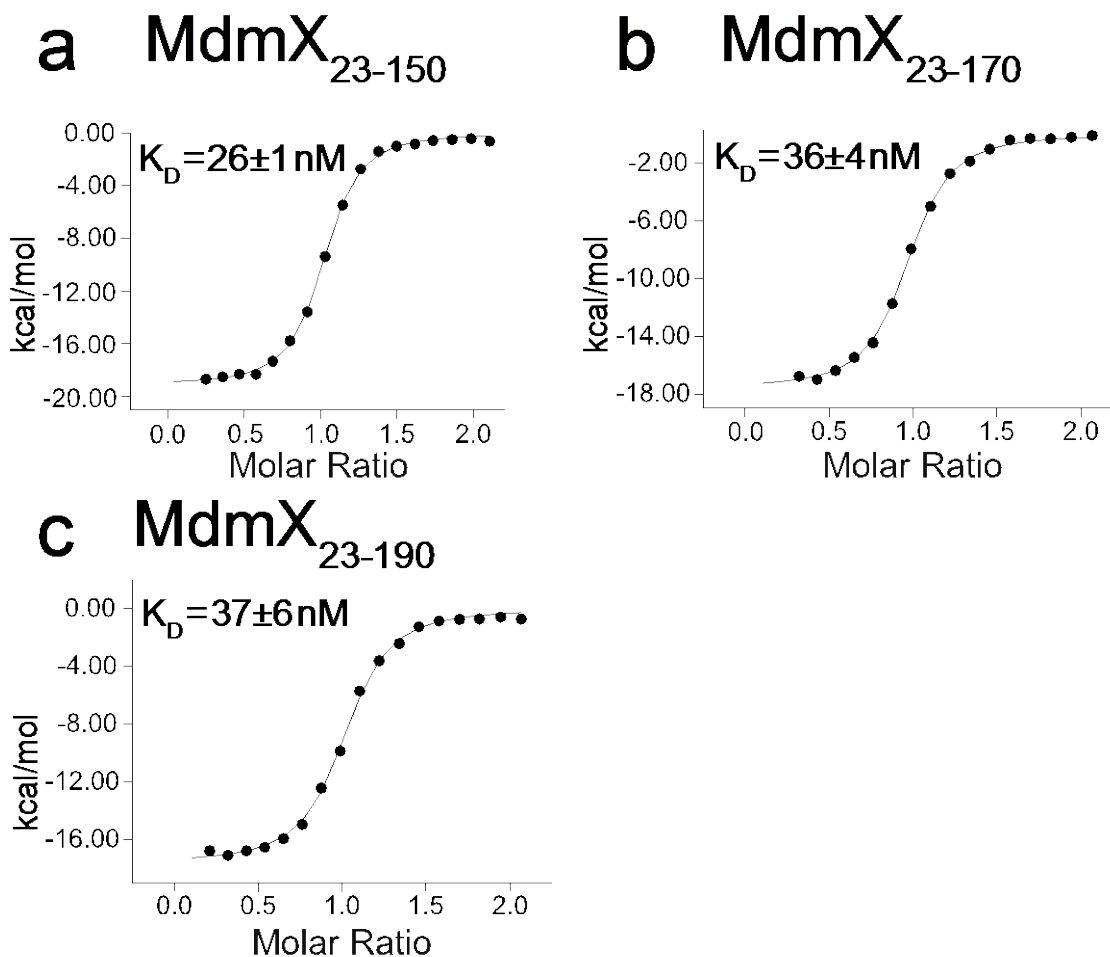 a MdmX23-150
KD=26±1nM
0.00
-4.00
-8.00
-12.00
-16.00
-20.00
kcal/mol
0.0 0.5 1.0 1.5 2.0
Molar Ratio
b MdmX23-170
KD=36±4nM
-2.00
-6.00
-10.00
-14.00
-18.00
kcal/mol
0.0 0.5 1.0 1.5 2.0
Molar Ratio
c MdmX23-190
KD=37±6nM
0.00
-4.00
-8.00
-12.00
-16.00
kcal/mol
0.0 0.5 1.0 1.5 2.0
Molar Ratio